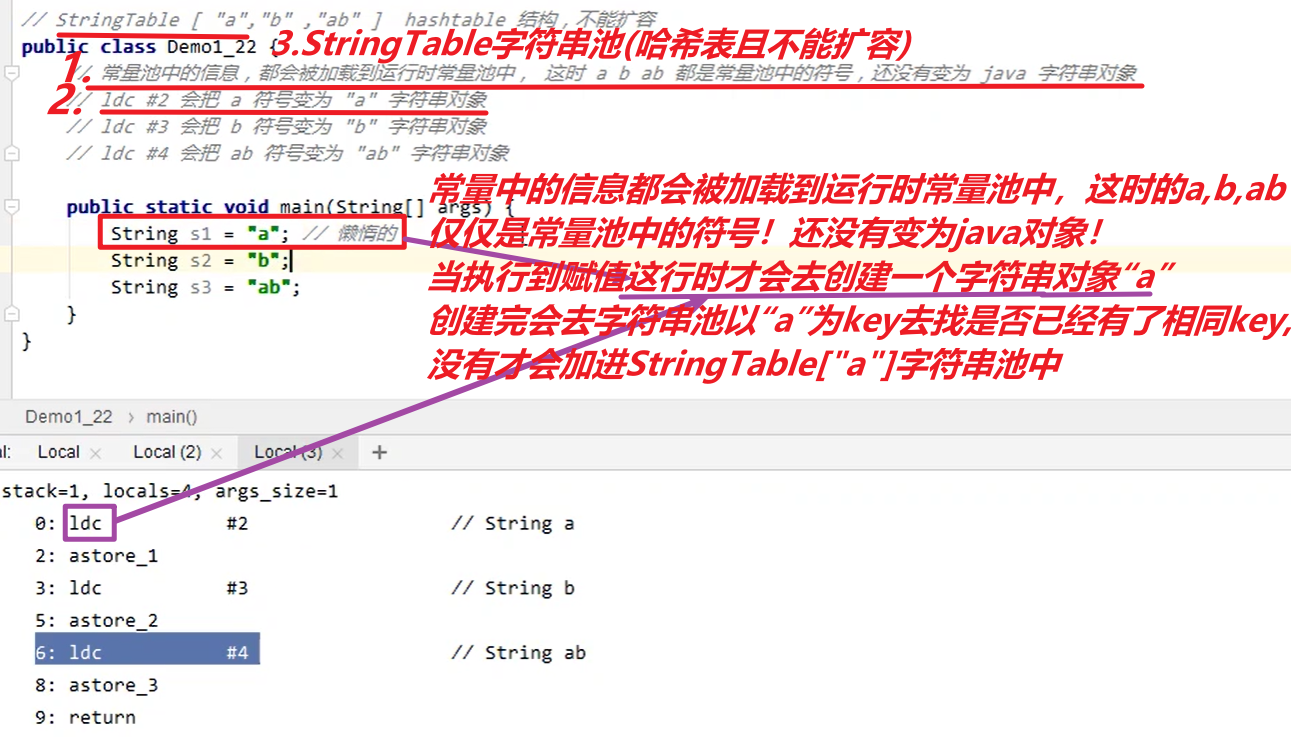 // StringTable [ "a","b" ,"ab" ]  hashtable 结构，不能扩容
public class Demo1_22 {
3.StringTable字符串池(哈希表且不能扩容)
1.
// 常量池中的信息，都会被加载到运行时常量池中， 这时 a b ab 都是常量池中的符号，还没有变为 java 字符串对象
2.
// ldc #2 会把 a 符号变为 "a" 字符串对象
// ldc #3 会把 b 符号变为 "b" 字符串对象
// ldc #4 会把 ab 符号变为 "ab" 字符串对象
public static void main(String[] args) {
String s1 = "a"; // 懒惰的
String s2 = "b";
String s3 = "ab";
}
}
常量中的信息都会被加载到运行时常量池中，这时的a,b,ab
仅仅是常量池中的符号！还没有变为java对象！
当执行到赋值这行时才会去创建一个字符串对象“a”
创建完会去字符串池以“a”为key去找是否已经有了相同key,
没有才会加进StringTable["a"]字符串池中
Demo1_22 › main()
al: Local × Local (2) × Local (3) × +
stack=1, locals=4, args_size=1
0: ldc #2 // String a
2: astore_1
3: ldc #3 // String b
5: astore_2
6: ldc #4 // String ab
8: astore_3
9: return